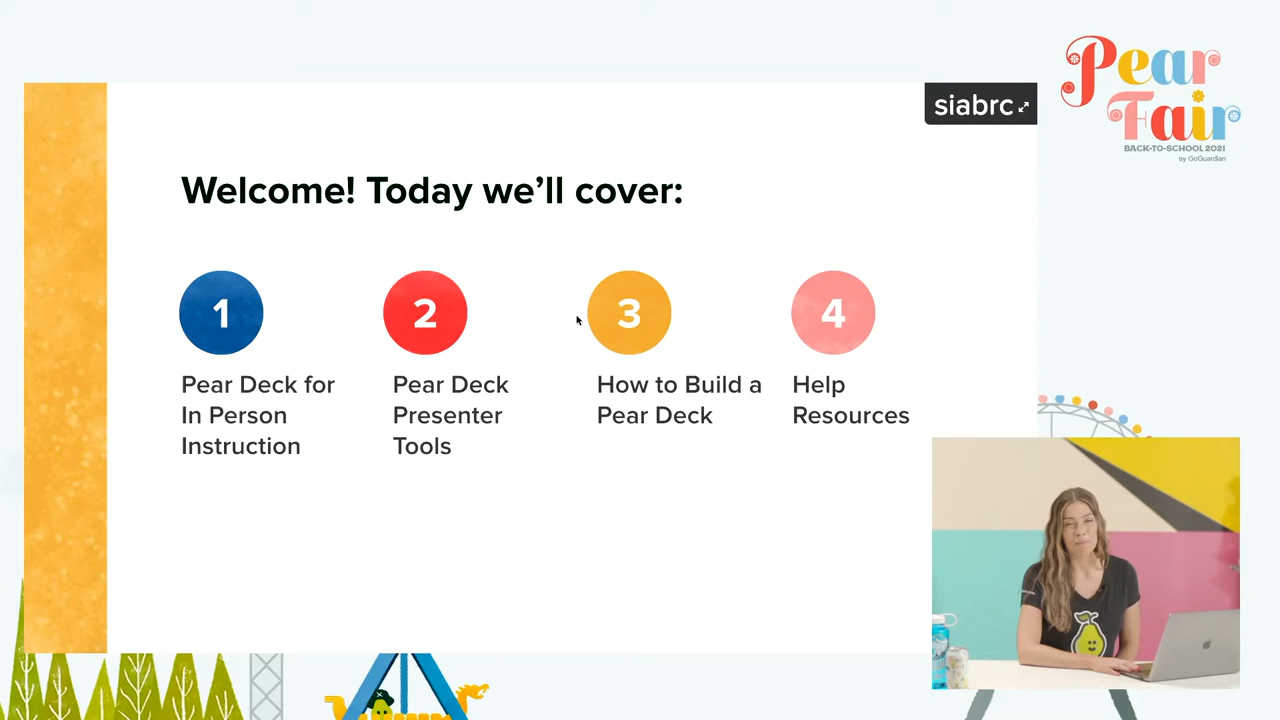 Pear
Fair
BACK-TO-SCHOOL 2021
by GoGuardian
siabrc
Welcome! Today we’ll cover:
1
2
3
4
Pear Deck for
In Person
Instruction
Pear Deck
Presenter
Tools
How to Build a
Pear Deck
Help
Resources